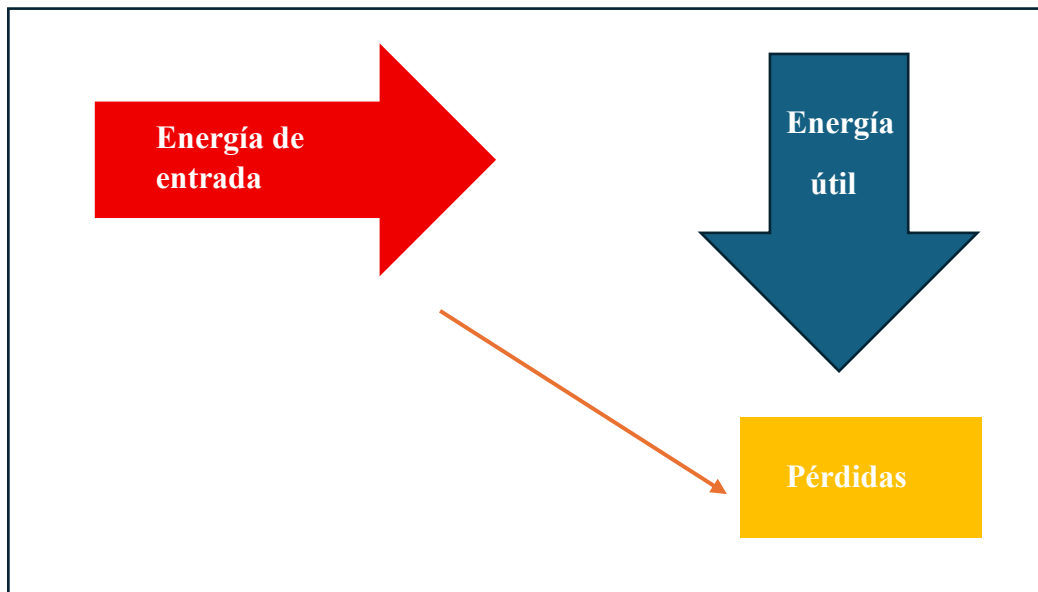 Energía de
entrada
Energía
útil
Pérdidas